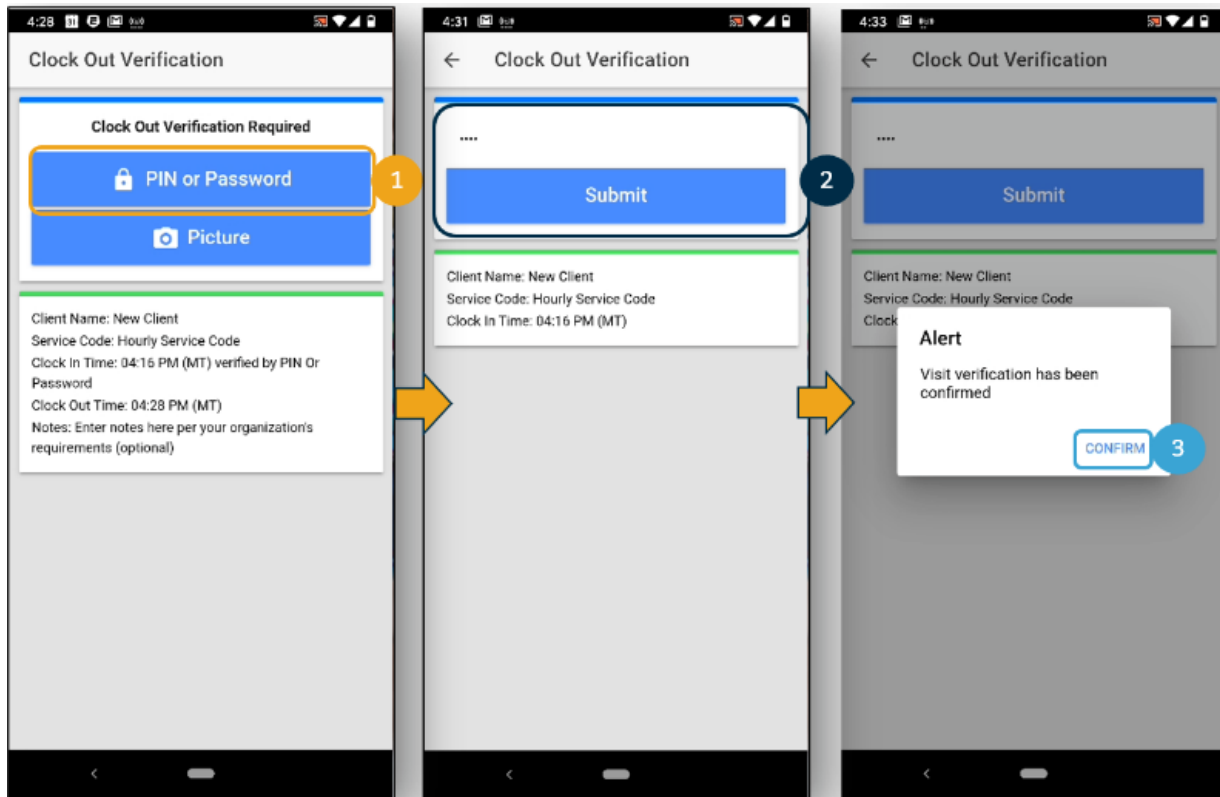 4:28
Clock Out Verification
Clock Out Verification Required
PIN or Password
1
Picture
Client Name: New Client
Service Code: Hourly Service Code
Clock In Time: 04:16 PM (MT) verified by PIN Or
Password
Clock Out Time: 04:28 PM (MT)
Notes: Enter notes here per your organization's
requirements (optional)
4:31
Clock Out Verification
....
Submit
2
Client Name: New Client
Service Code: Hourly Service Code
Clock In Time: 04:16 PM (MT)
4:33
Clock Out Verification
....
Submit
Client Name: New Client
Service Code: Hourly Service Code
Clock
Alert
Visit verification has been
confirmed
CONFIRM
3